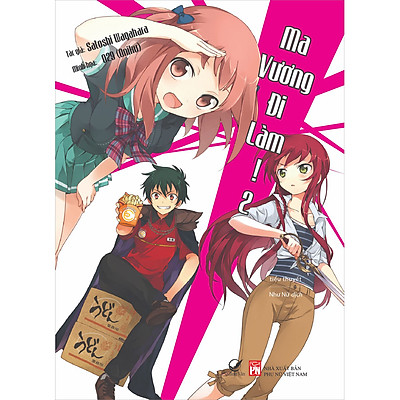 Tác giả: Satoshi Wagahara
Minh họa: 029 (Oniku)
Ma
Vương
Đi
Làm
!
2
tiểu thuyết
Như Nữ dịch
うどん
うどん
NHÀ XUẤT BẢN
PHỤ NỮ VIỆT NAM